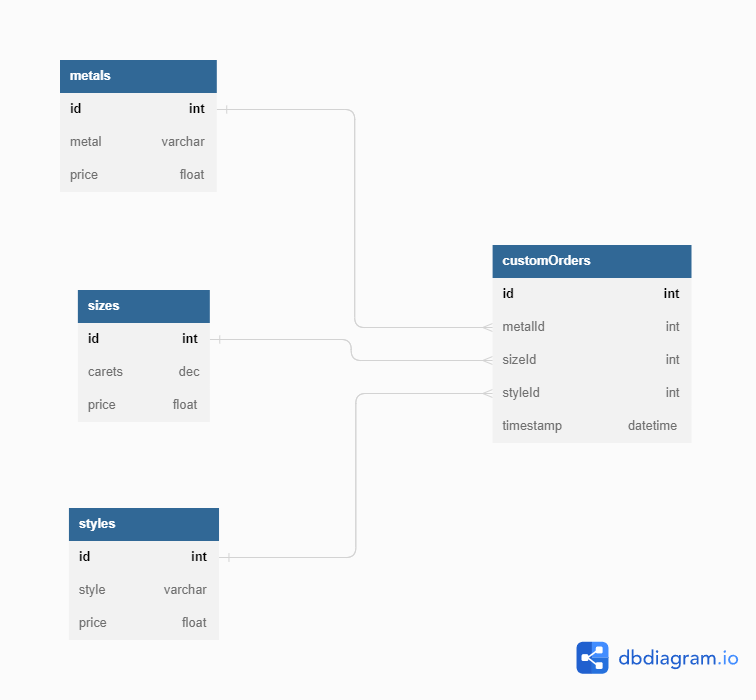 metals
id int
metal varchar
price float
sizes
id int
carets dec
price float
styles
id int
style varchar
price float
customOrders
id int
metalId int
sizeId int
styleId int
timestamp datetime
dbdiagram.io